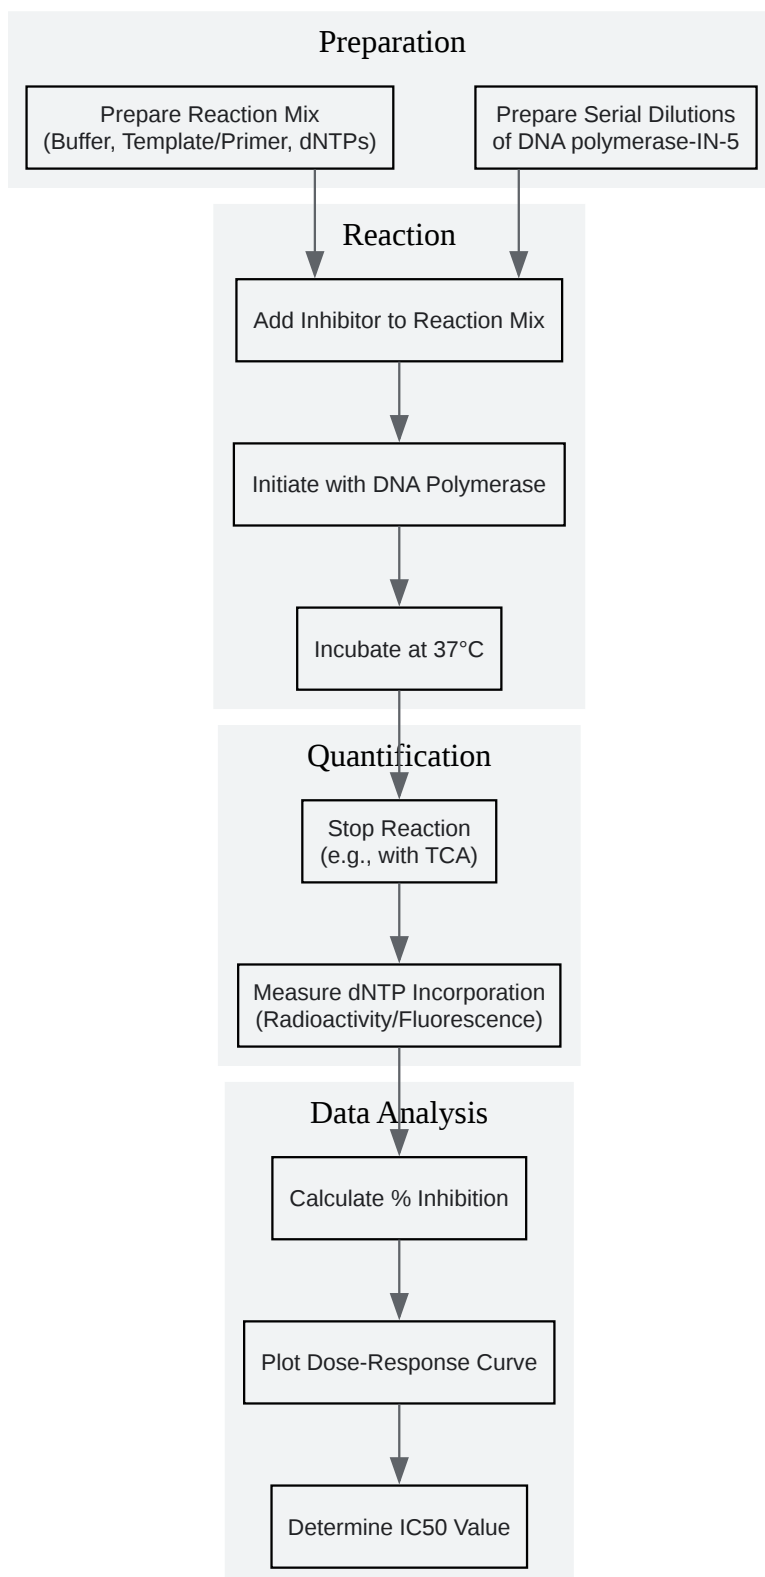 Preparation
Prepare Reaction Mix
(Buffer, Template/Primer, dNTPs)
Prepare Serial Dilutions
of DNA polymerase-IN-5
Reaction
Add Inhibitor to Reaction Mix
Initiate with DNA Polymerase
Incubate at 37°C
Quantification
Stop Reaction
(e.g., with TCA)
Measure dNTP Incorporation
(Radioactivity/Fluorescence)
Data Analysis
Calculate % Inhibition
Plot Dose-Response Curve
Determine IC50 Value